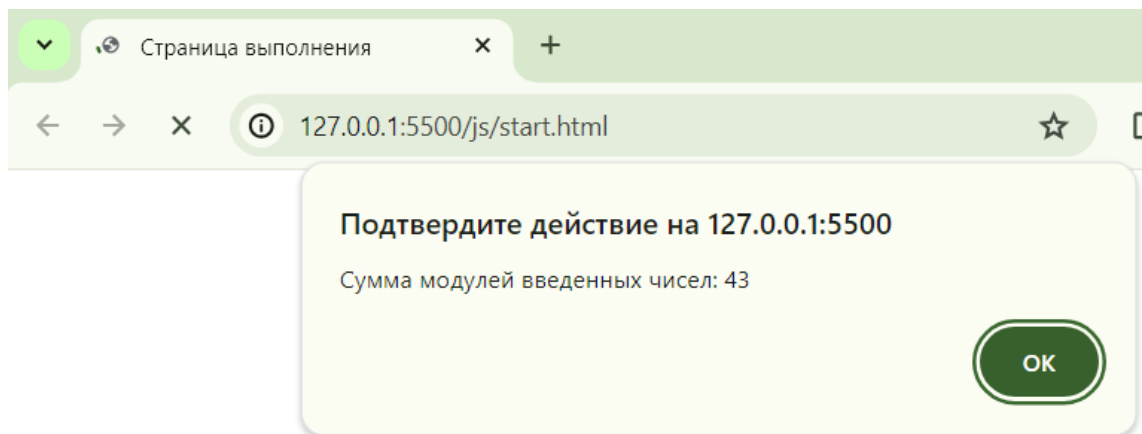 Страница выполнения
127.0.0.1:5500/js/start.html
Подтвердите действие на 127.0.0.1:5500
Сумма модулей введенных чисел: 43
ОК